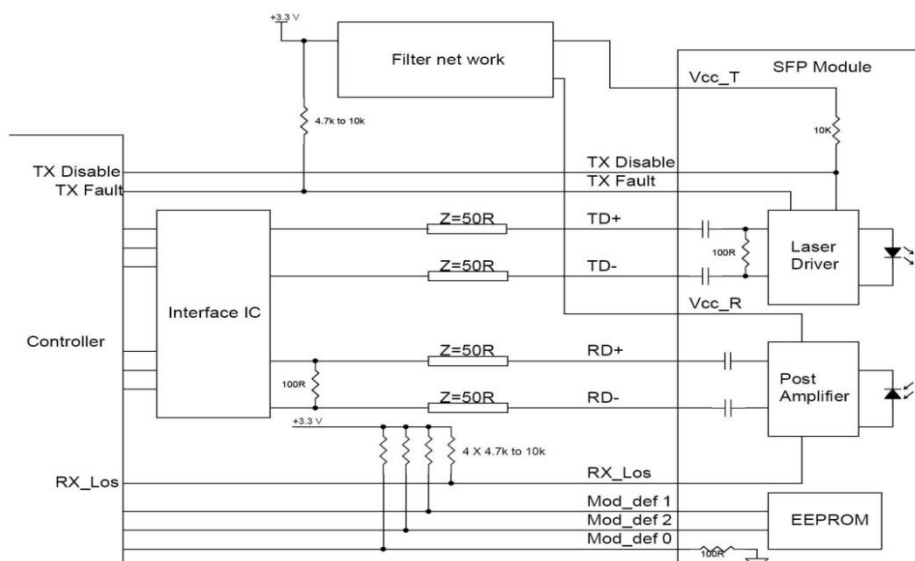 +3.3 V
Filter net work
SFP Module
Vcc_T
4.7k to 10k
10K
TX Disable
TX Disable
TX Fault
TX Fault
Z=50R
TD+
100R
Laser
Driver
Z=50R
TD-
Interface IC
Vcc_R
Controller
Z=50R
RD+
100R
Z=50R
RD-
Post
Amplifier
+3.3 V
4 X 4.7k to 10k
RX_Los
RX_Los
Mod_def 1
Mod_def 2
EEPROM
Mod_def 0
100R